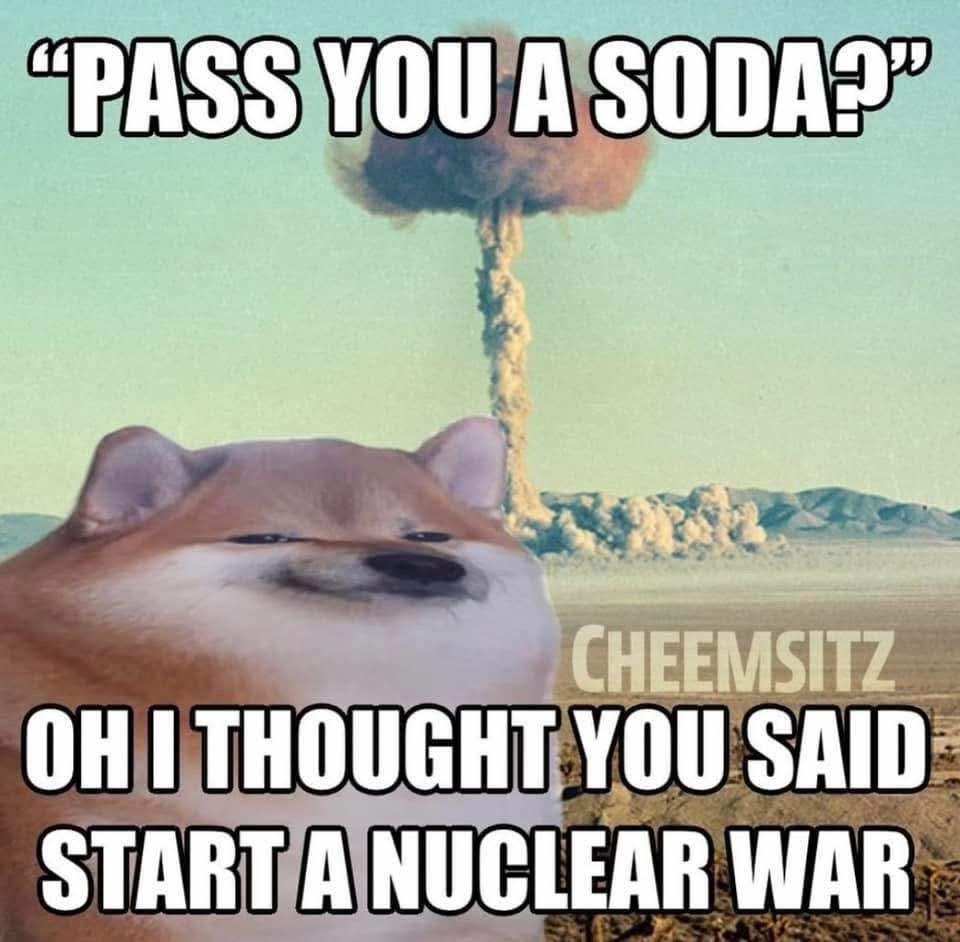 “PASS YOU A SODA?”
CHEEMSITZ
OH I THOUGHT YOU SAID
START A NUCLEAR WAR